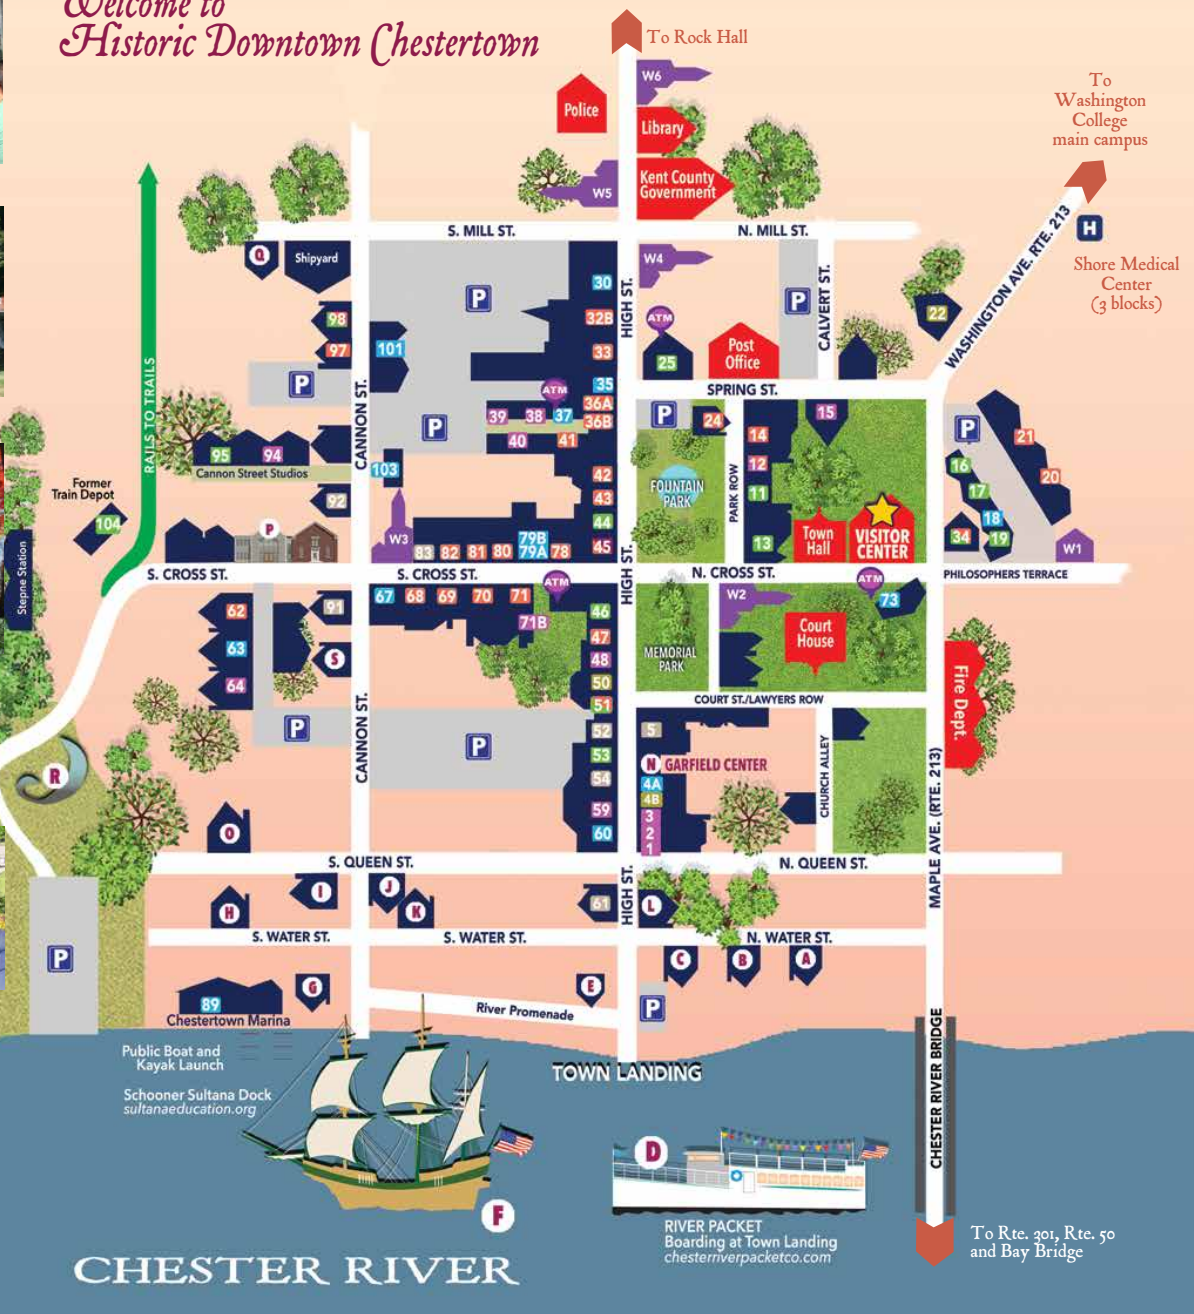 Welcome to
Historic Downtown Chestertown
To Rock Hall
W6
Police
Library
To
Washington
College
main campus
W5
Kent County
Government
S. MILL ST.
N. MILL ST.
H
Shore Medical
Center
(3 blocks)
WASHINGTON AVE. RTE. 213
Q
Shipyard
P
30
HIGH ST.
W4
P
CALVERT ST.
22
98
97
101
32B
33
ATM
25
Post
Office
RAILS TO TRAILS
P
CANNON ST.
ATM
35
36A
36B
SPRING ST.
P
39
38
37
40
41
P
24
PARK ROW
14
15
P
21
95
94
Cannon Street Studios
103
42
FOUNTAIN
PARK
12
11
16
17
20
Former
Train Depot
104
92
43
44
45
18
19
34
W1
P
W3
83
82
81
80
79B
79A
78
13
Town
Hall
VISITOR
CENTER
Stepne Station
S. CROSS ST.
S. CROSS ST.
HIGH ST.
N. CROSS ST.
PHILOSOPHERS TERRACE
ATM
ATM
62
91
67
68
69
70
71
71B
46
W2
73
63
S
47
48
MEMORIAL
PARK
Court
House
64
50
51
Fire Dept.
COURT ST./LAWYERS ROW
P
CANNON ST.
P
52
5
R
53
N
GARFIELD CENTER
54
4A
4B
CHURCH ALLEY
59
3
2
60
1
O
MAPLE AVE. (RTE. 213)
S. QUEEN ST.
N. QUEEN ST.
H
I
J
K
61
HIGH ST.
L
S. WATER ST.
S. WATER ST.
N. WATER ST.
P
C
B
A
89
G
E
P
Chestertown Marina
River Promenade
Public Boat and
Kayak Launch
TOWN LANDING
Schooner Sultana Dock
sultanaeducation.org
CHESTER RIVER BRIDGE
D
F
RIVER PACKET
Boarding at Town Landing
chesterriverpacketco.com
To Rte. 301, Rte. 50
and Bay Bridge
CHESTER RIVER